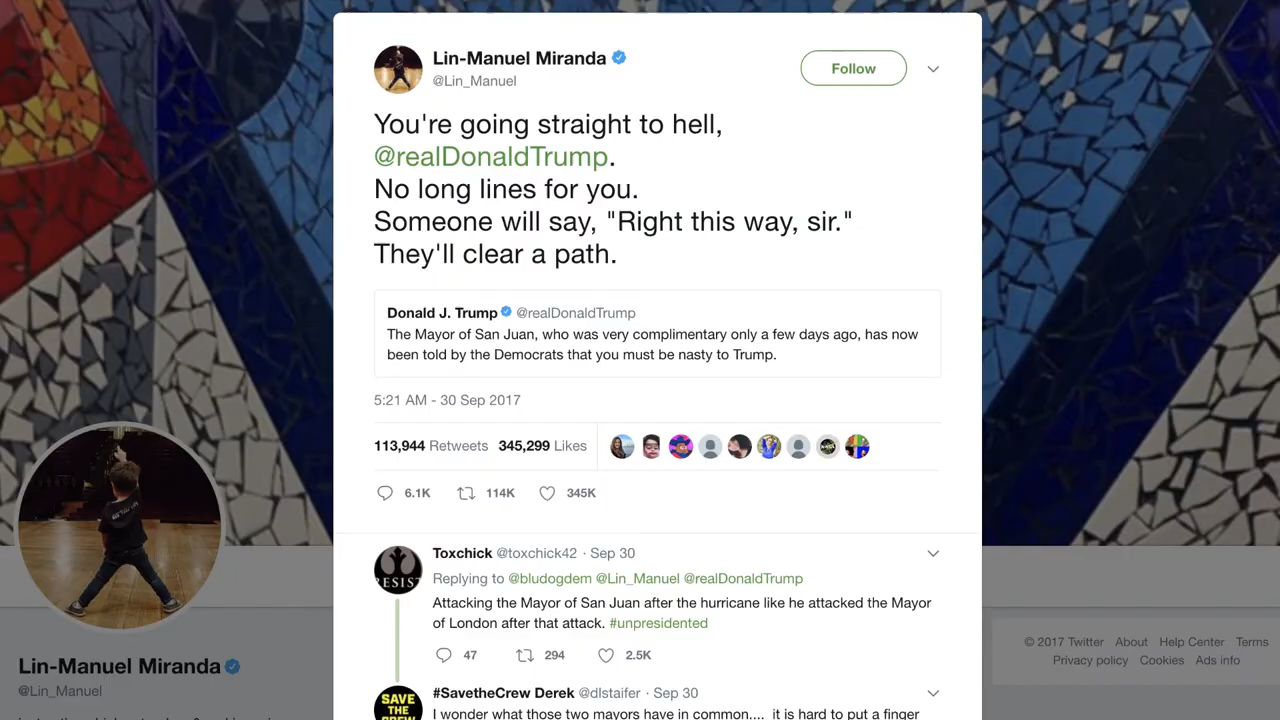 Lin-Manuel Miranda
@Lin_Manuel
Follow
You're going straight to hell,
@realDonaldTrump.
No long lines for you.
Someone will say, "Right this way, sir."
They'll clear a path.
Donald J. Trump @realDonaldTrump
The Mayor of San Juan, who was very complimentary only a few days ago, has now
been told by the Democrats that you must be nasty to Trump.
5:21 AM - 30 Sep 2017
113,944 Retweets 345,299 Likes
6.1K 114K 345K
Toxchick @toxchick42 · Sep 30
RESIST
Replying to @bludogdem @Lin_Manuel @realDonaldTrump
Attacking the Mayor of San Juan after the hurricane like he attacked the Mayor
of London after that attack. #unpresidented
47 294 2.5K
#SavetheCrew Derek @dlstaifer · Sep 30
SAVE
THE
I wonder what those two mayors have in common.... it is hard to put a finger
Lin-Manuel Miranda
@Lin_Manuel
© 2017 Twitter About Help Center Terms
Privacy policy Cookies Ads info